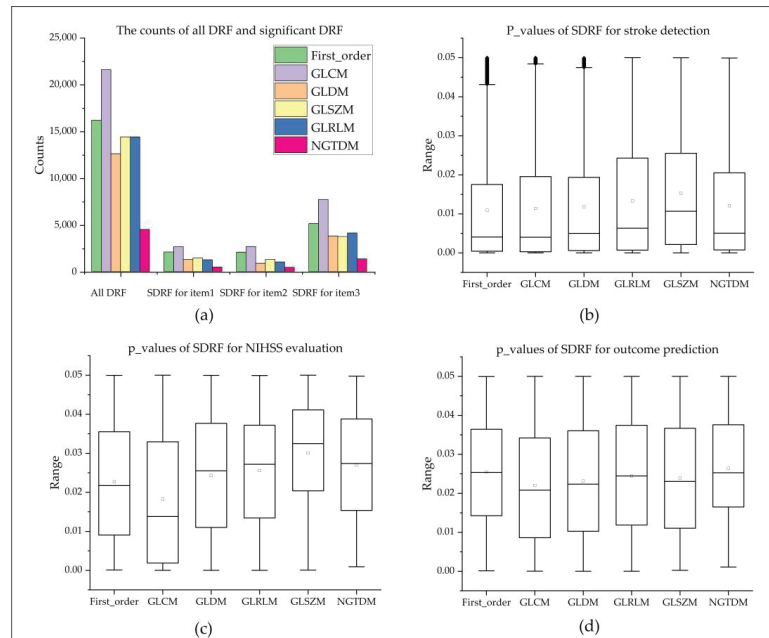 The counts of all DRF and significant DRF
25,000
20,000
15,000
10,000
5,000
0
Counts
First_order
GLCM
GLDM
GLSZM
GLRLM
NGTDM
All DRF SDRF for item1 SDRF for item2 SDRF for item3
(a)
P_values of SDRF for stroke detection
0.05
0.04
0.03
0.02
0.01
0.00
Range
First_order GLCM GLDM GLRLM GLSZM NGTDM
(b)
p_values of SDRF for NIHSS evaluation
0.05
0.04
0.03
0.02
0.01
0.00
Range
First_order GLCM GLDM GLRLM GLSZM NGTDM
(c)
p_values of SDRF for outcome prediction
0.05
0.04
0.03
0.02
0.01
0.00
Range
First_order GLCM GLDM GLRLM GLSZM NGTDM
(d)